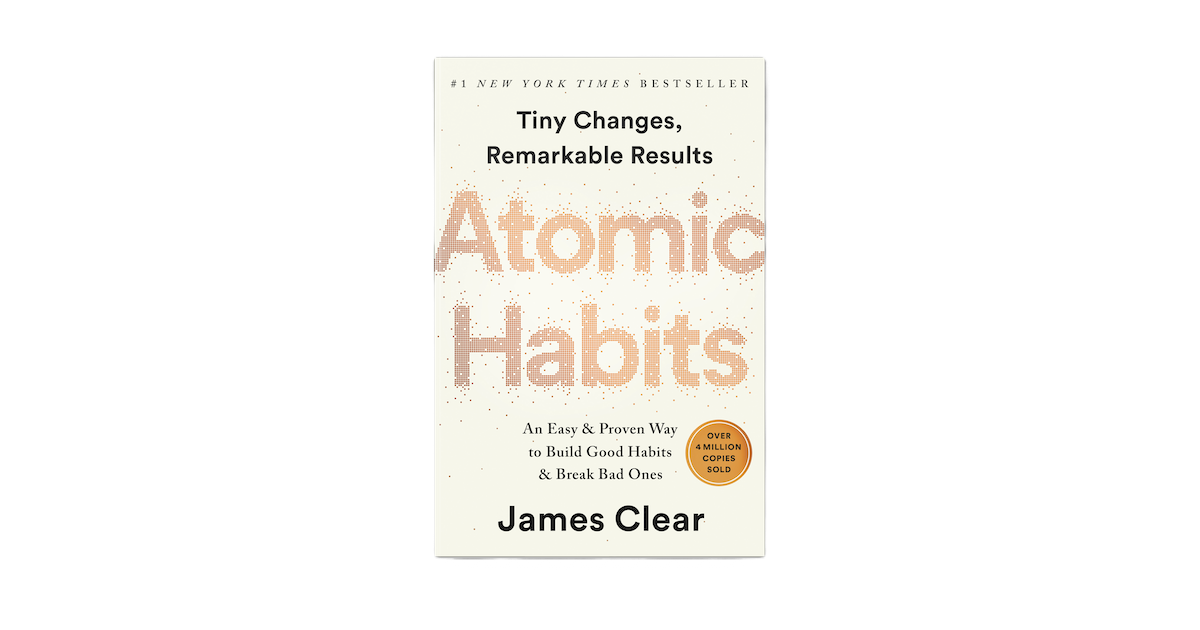 #1 NEW YORK TIMES BESTSELLER
Tiny Changes,
Remarkable Results
Atomic
Habits
An Easy & Proven Way
to Build Good Habits
& Break Bad Ones
OVER
4 MILLION
COPIES
SOLD
James Clear